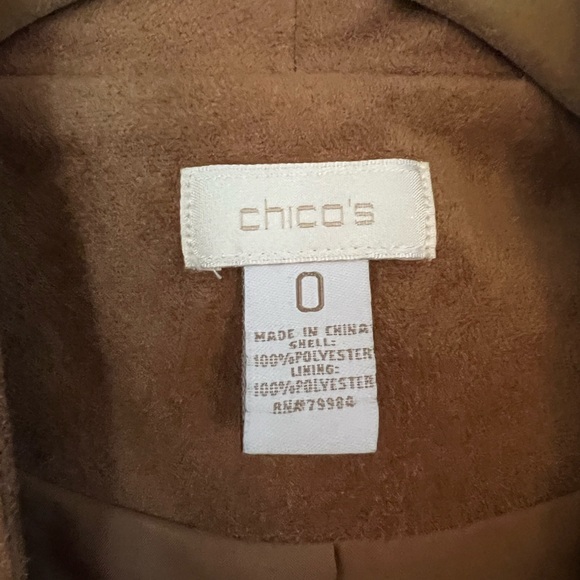 chico's
0
MADE IN CHINA
SHELL:
100%POLYESTER
LINING:
100%POLYESTER
RN#79984